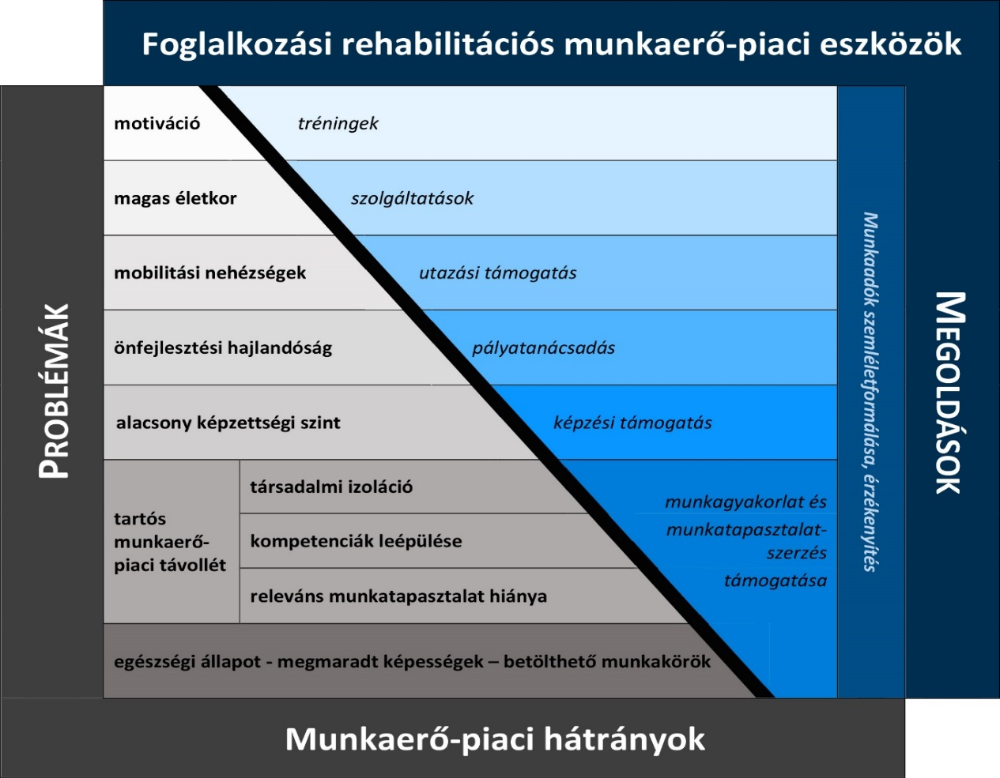 Foglalkozási rehabilitációs munkaerő-piaci eszközök
PROBLÉMÁK
motiváció
tréningek
magas életkor
szolgáltatások
mobilitási nehézségek
utazási támogatás
önfejlesztési hajlandóság
pályatanácsadás
alacsony képzettségi szint
képzési támogatás
tartós
munkaerő-
piaci távollét
társadalmi izoláció
kompetenciák leépülése
releváns munkatapasztalat hiánya
munkagyakorlat és
munkatapasztalat-
szerzés
támogatása
egészségi állapot - megmaradt képességek – betölthető munkakörök
Munkaadók szemléletformálása, érzékenyítés
MEGOLDÁSOK
Munkaerő-piaci hátrányok